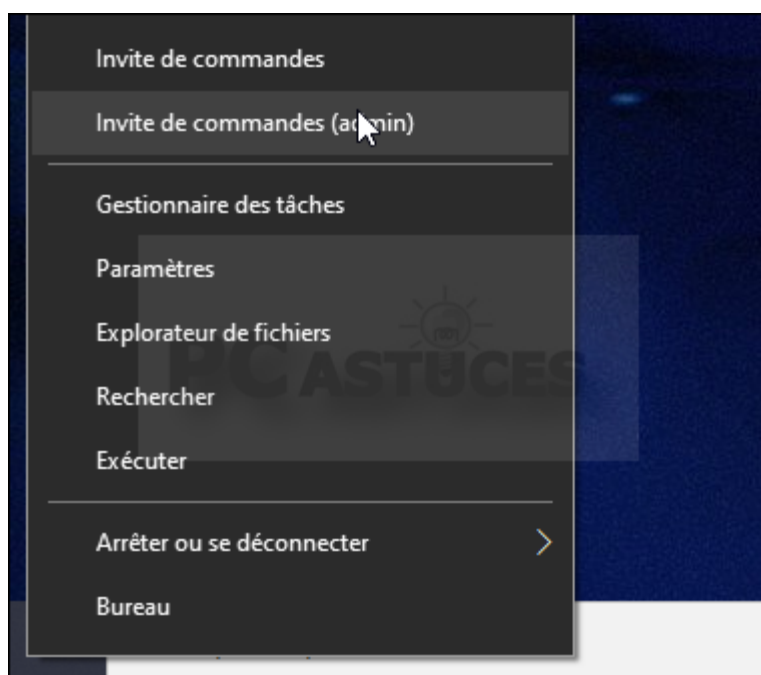 Invite de commandes
Invite de commandes (admin)
Gestionnaire des tâches
Paramètres
Explorateur de fichiers
PC ASTUCES
Rechercher
Exécuter
Arrêter ou se déconnecter
Bureau